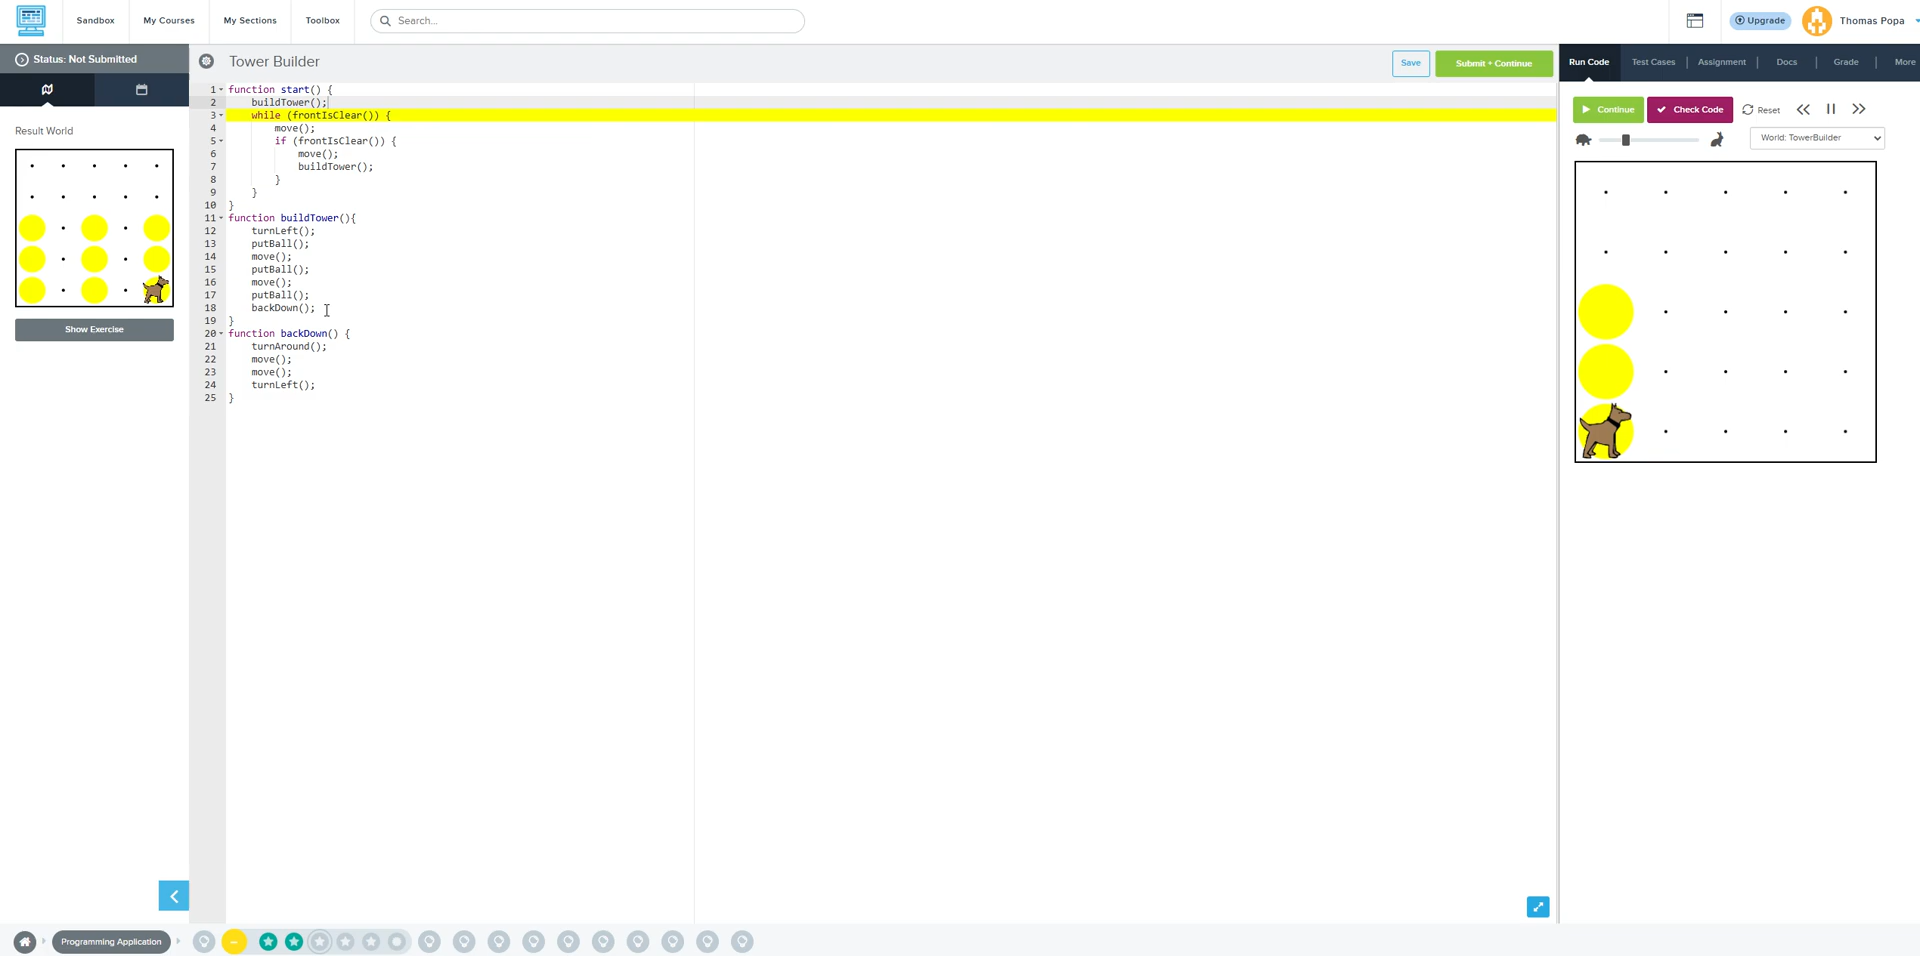 Sandbox
My Courses
My Sections
Toolbox
Search...
Upgrade
Thomas Popa
Status: Not Submitted
Tower Builder
Save
Submit + Continue
Run Code
Test Cases
Assignment
Docs
Grade
More
Result World
Show Exercise
1 function start() {
2 buildTower();
3 while (frontIsClear()) {
4 move();
5 if (frontIsClear()) {
6 move();
7 buildTower();
8 }
9 }
10 }
11 function buildTower(){
12 turnLeft();
13 putBall();
14 move();
15 putBall();
16 move();
17 putBall();
18 backDown();
19 }
20 function backDown() {
21 turnAround();
22 move();
23 move();
24 turnLeft();
25 }
Continue
Check Code
Reset
World: TowerBuilder
Programming Application